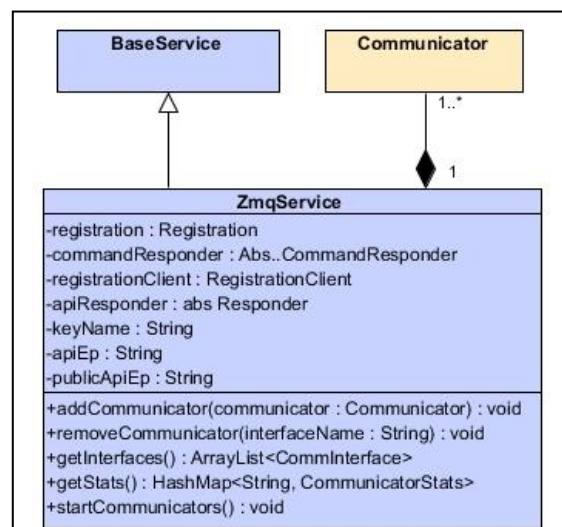 BaseService
Communicator
1..*
1
ZmqService
-registration : Registration
-commandResponder : Abs..CommandResponder
-registrationClient : RegistrationClient
-apiResponder : abs Responder
-keyName : String
-apiEp : String
-publicApiEp : String
+addCommunicator(communicator : Communicator) : void
+removeCommunicator(interfaceName : String) : void
+getInterfaces() : ArrayList<CommInterface>
+getStats() : HashMap<String, CommunicatorStats>
+startCommunicators() : void